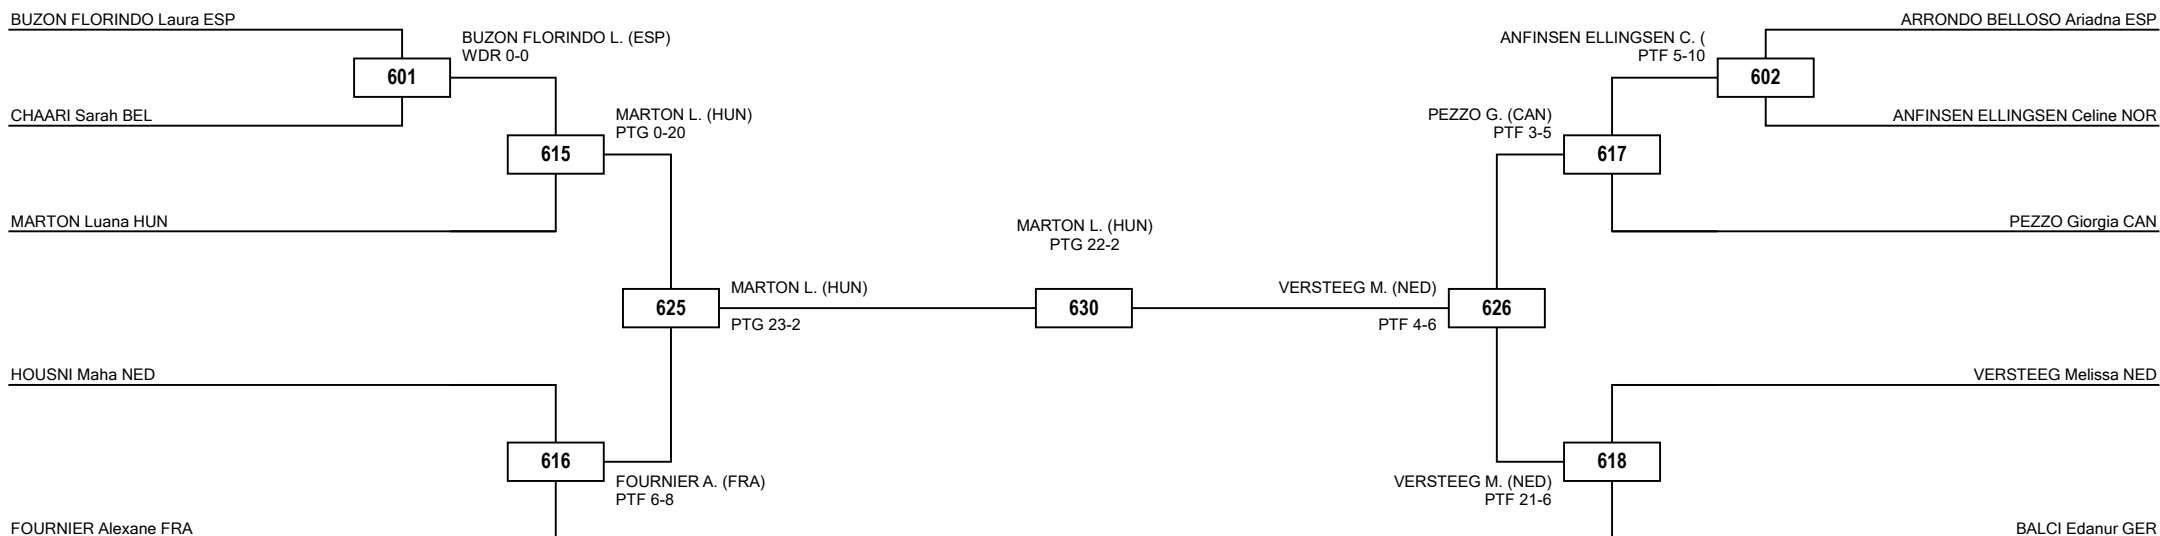 BUZON FLORINDO Laura ESP
ARRONDO BELLOSO Ariadna ESP
BUZON FLORINDO L. (ESP)
WDR 0-0
ANFINSEN ELLINGSEN C. (
PTF 5-10
601
602
CHAARI Sarah BEL
MARTON L. (HUN)
PTG 0-20
PEZZO G. (CAN)
PTF 3-5
ANFINSEN ELLINGSEN Celine NOR
615
617
MARTON Luana HUN
MARTON L. (HUN)
PTG 22-2
PEZZO Giorgia CAN
625
MARTON L. (HUN)
PTG 23-2
630
VERSTEEG M. (NED)
PTF 4-6
626
HOUSNI Maha NED
VERSTEEG Melissa NED
616
618
FOURNIER A. (FRA)
PTF 6-8
VERSTEEG M. (NED)
PTF 21-6
FOURNIER Alexane FRA
BALCI Edanur GER